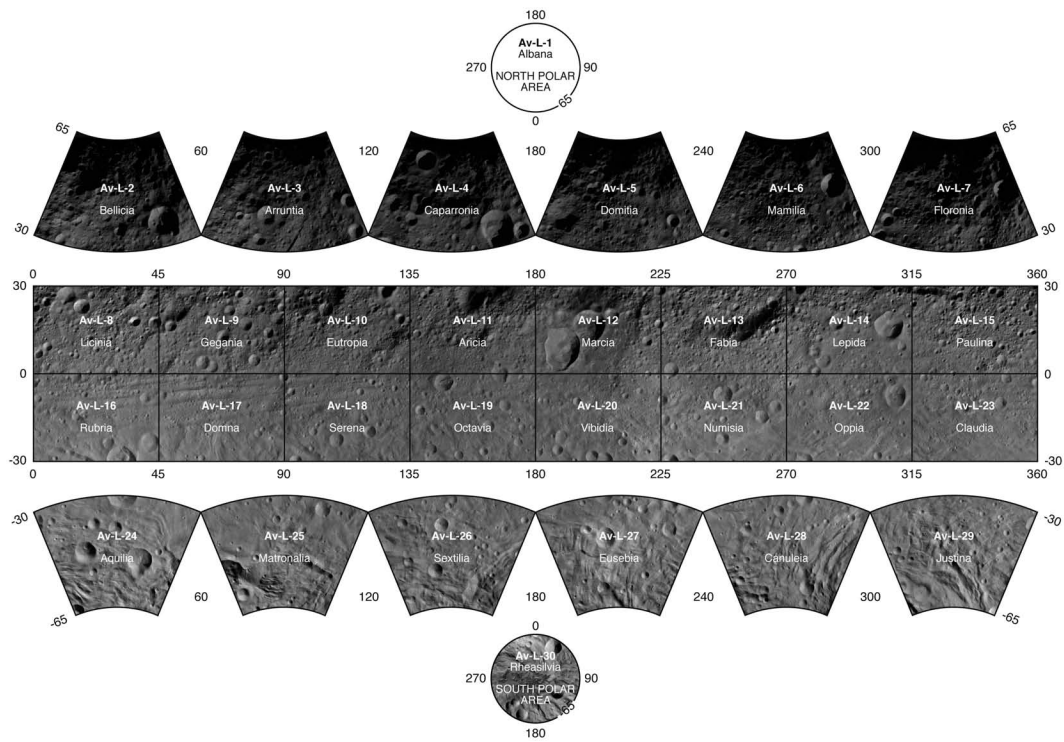 180
Av-L-1
Albana
270 90
NORTH POLAR
AREA
65
0
65 60 120 180 240 300 65
Av-L-2 Av-L-3 Av-L-4 Av-L-5 Av-L-6 Av-L-7
Bellicia Arruntia Caparronia Domitia Mamilia Floronia
30 30
0 45 90 135 180 225 270 315 360
30 30
Av-L-8 Av-L-9 Av-L-10 Av-L-11 Av-L-12 Av-L-13 Av-L-14 Av-L-15
Licinia Gegania Eutropia Aricia Marcia Fabia Lepida Paulina
0 0
Av-L-16 Av-L-17 Av-L-18 Av-L-19 Av-L-20 Av-L-21 Av-L-22 Av-L-23
Rubria Domna Serena Octavia Vibidia Numisia Oppia Claudia
-30 -30
0 45 90 135 180 225 270 315 360
-30 -30
Av-L-24 Av-L-25 Av-L-26 Av-L-27 Av-L-28 Av-L-29
Aquilia Matronalia Sextilia Eusebia Canuleia Justina
-65 60 120 180 240 300 -65
0
Av-L-30
Rheasilvia
270 90
SOUTH POLAR
AREA
-65
180